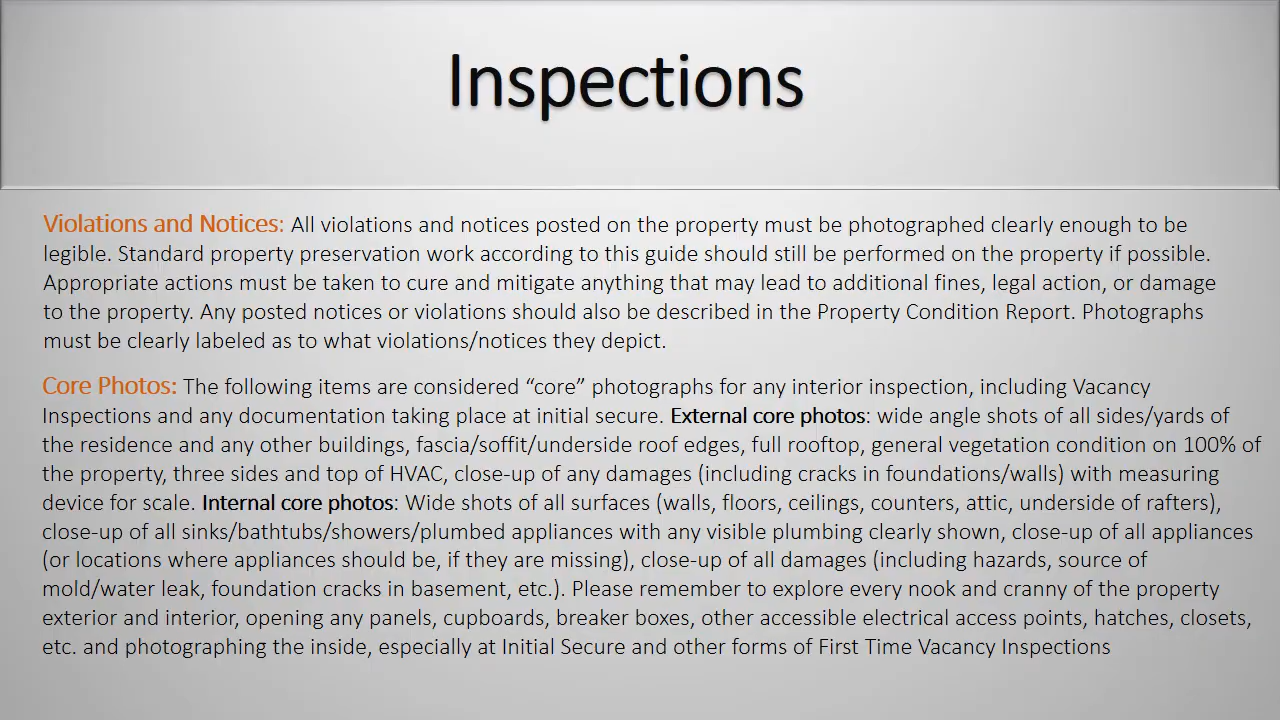 Inspections
Violations and Notices: All violations and notices posted on the property must be photographed clearly enough to be
legible. Standard property preservation work according to this guide should still be performed on the property if possible.
Appropriate actions must be taken to cure and mitigate anything that may lead to additional fines, legal action, or damage
to the property. Any posted notices or violations should also be described in the Property Condition Report. Photographs
must be clearly labeled as to what violations/notices they depict.
Core Photos: The following items are considered “core” photographs for any interior inspection, including Vacancy
Inspections and any documentation taking place at initial secure. External core photos: wide angle shots of all sides/yards of
the residence and any other buildings, fascia/soffit/underside roof edges, full rooftop, general vegetation condition on 100% of
the property, three sides and top of HVAC, close-up of any damages (including cracks in foundations/walls) with measuring
device for scale. Internal core photos: Wide shots of all surfaces (walls, floors, ceilings, counters, attic, underside of rafters),
close-up of all sinks/bathtubs/showers/plumbed appliances with any visible plumbing clearly shown, close-up of all appliances
(or locations where appliances should be, if they are missing), close-up of all damages (including hazards, source of
mold/water leak, foundation cracks in basement, etc.). Please remember to explore every nook and cranny of the property
exterior and interior, opening any panels, cupboards, breaker boxes, other accessible electrical access points, hatches, closets,
etc. and photographing the inside, especially at Initial Secure and other forms of First Time Vacancy Inspections